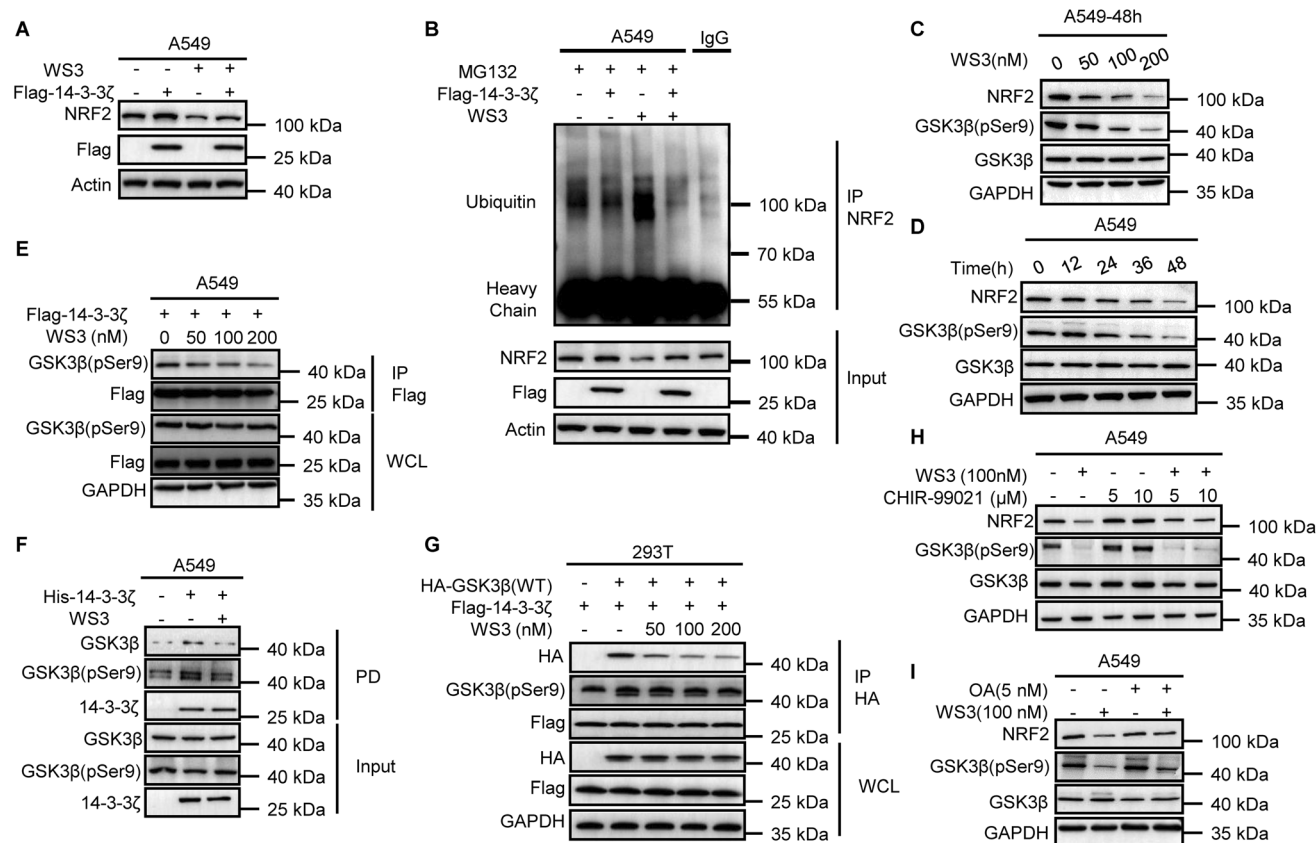 A
A549
WS3 - - + +
Flag-14-3-3ζ - + - +
NRF2
100 kDa
Flag
25 kDa
Actin
40 kDa
B
A549 IgG
MG132 + + + +
Flag-14-3-3ζ - + - +
WS3 - - + +
Ubiquitin
100 kDa
70 kDa
Heavy
Chain
55 kDa
IP
NRF2
NRF2
100 kDa
Flag
25 kDa
Actin
40 kDa
Input
C
A549-48h
WS3(nM) 0 50 100 200
NRF2
100 kDa
GSK3β(pSer9)
40 kDa
GSK3β
40 kDa
GAPDH
35 kDa
D
A549
Time(h) 0 12 24 36 48
NRF2
100 kDa
GSK3β(pSer9)
40 kDa
GSK3β
40 kDa
GAPDH
35 kDa
E
A549
Flag-14-3-3ζ + + + +
WS3 (nM) 0 50 100 200
GSK3β(pSer9)
40 kDa
Flag
25 kDa
IP
Flag
GSK3β(pSer9)
40 kDa
Flag
25 kDa
GAPDH
35 kDa
WCL
F
A549
His-14-3-3ζ - + +
WS3 - - +
GSK3β
40 kDa
GSK3β(pSer9)
40 kDa
14-3-3ζ
25 kDa
PD
GSK3β
40 kDa
GSK3β(pSer9)
40 kDa
14-3-3ζ
25 kDa
Input
G
293T
HA-GSK3β(WT) - + + + +
Flag-14-3-3ζ + + + + +
WS3 (nM) - - 50 100 200
HA
40 kDa
GSK3β(pSer9)
40 kDa
Flag
25 kDa
IP
HA
HA
40 kDa
Flag
25 kDa
GAPDH
35 kDa
WCL
H
A549
WS3 (100nM) - + - - + +
CHIR-99021 (µM) - - 5 10 5 10
NRF2
100 kDa
GSK3β(pSer9)
40 kDa
GSK3β
40 kDa
GAPDH
35 kDa
I
A549
OA(5 nM) - - + +
WS3(100 nM) - + - +
NRF2
100 kDa
GSK3β(pSer9)
40 kDa
GSK3β
40 kDa
GAPDH
35 kDa